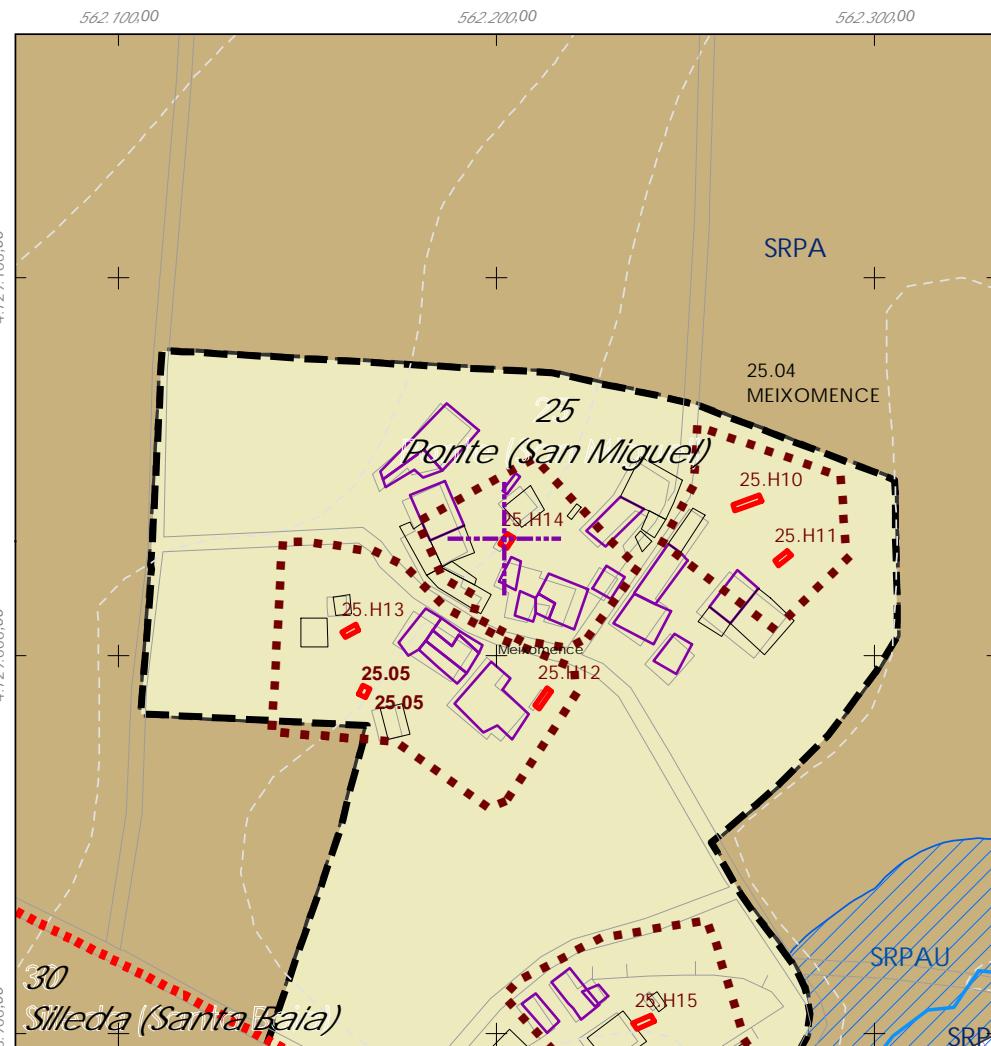 562.100,00
562.200,00
562.300,00
SRPA
25.04
MEIXOMENCE
25
Ponte (San Miguel)
25.H10
25.H14
25.H11
25.H13
Meixomence
25.05
25.H12
25.05
SRPAU
30
Silleda (Santa Baia)
25.H15
SRP